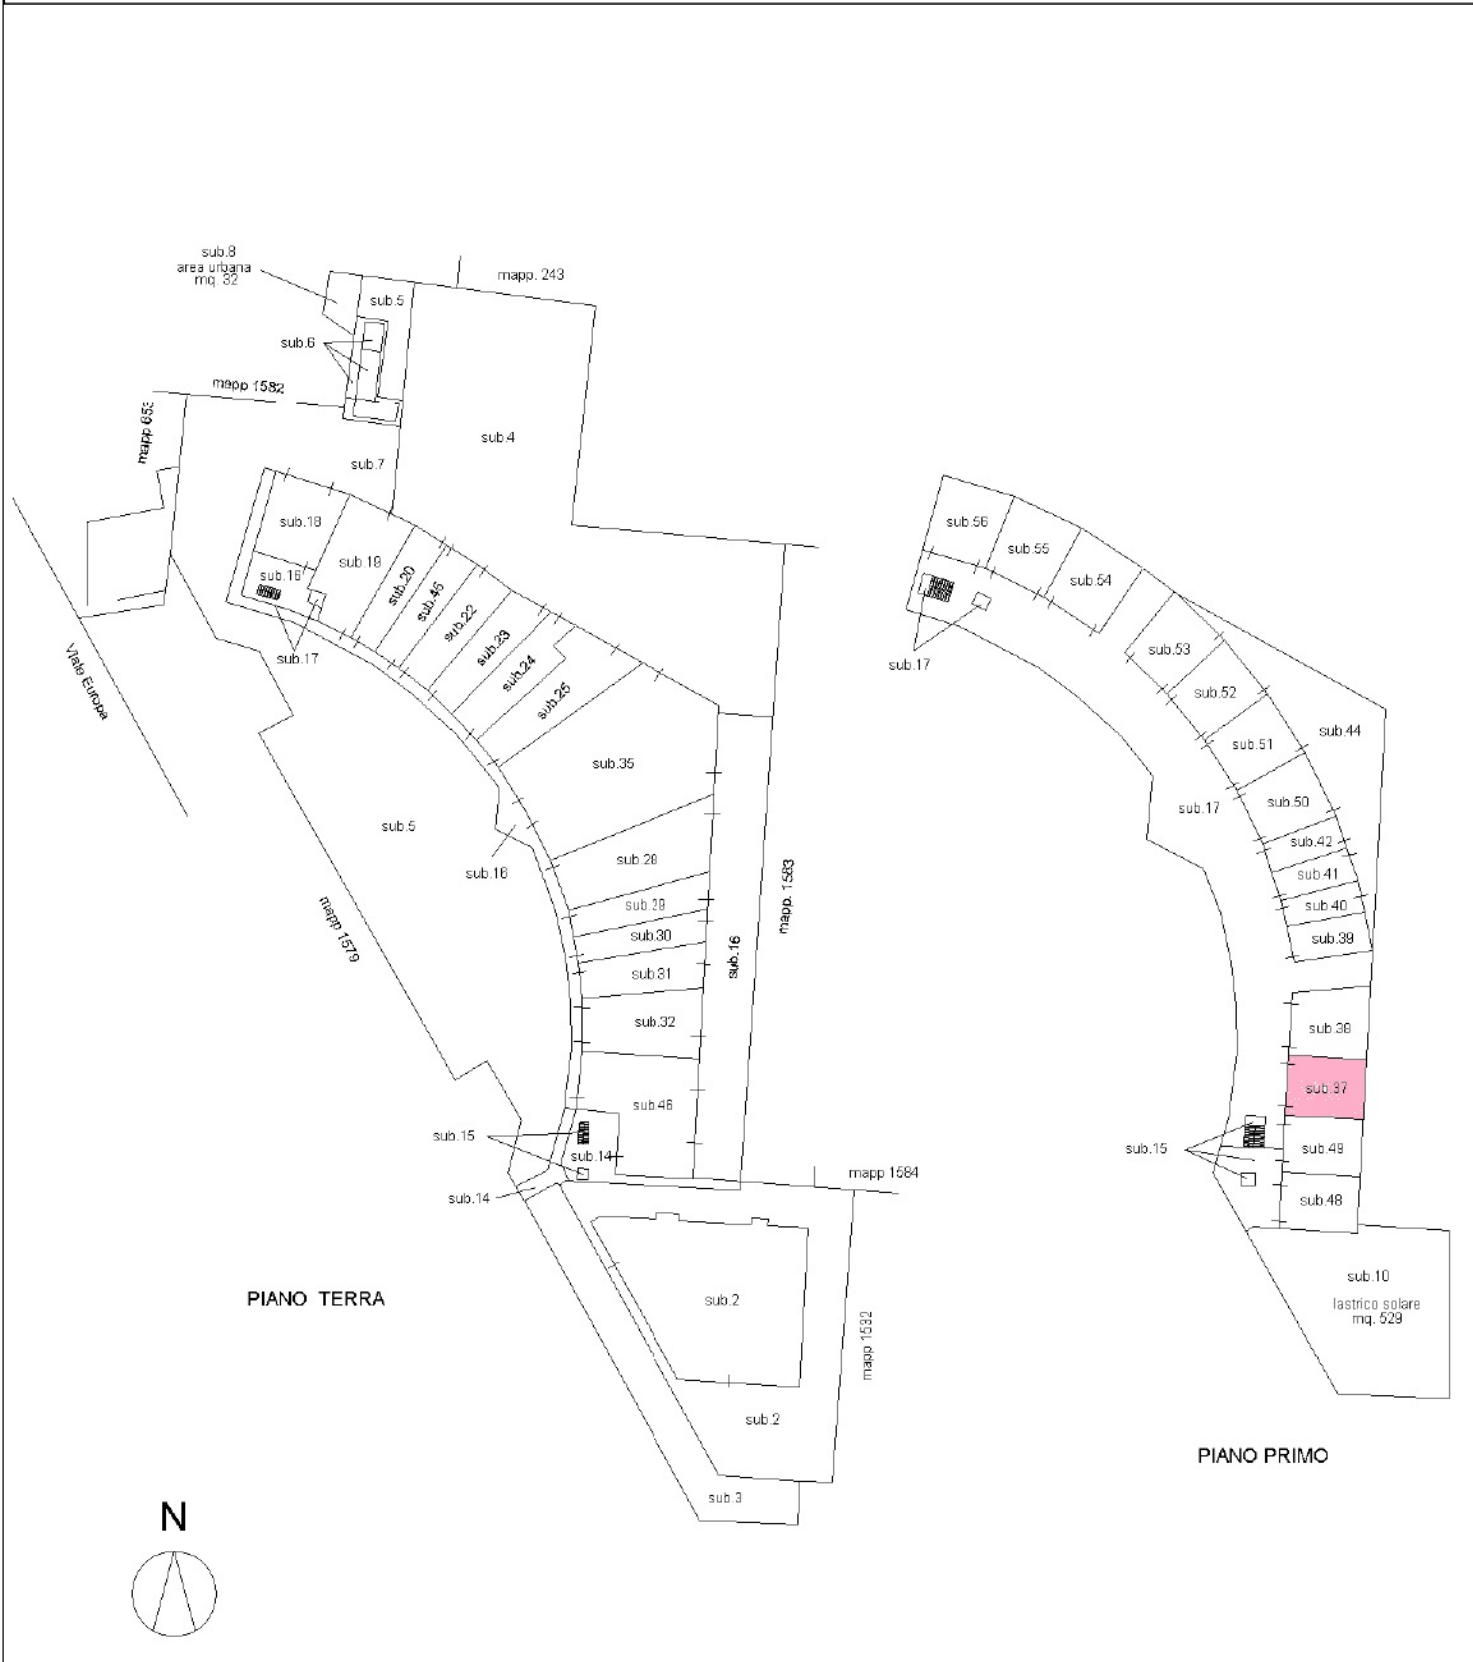 sub.8
area urbana
mq. 32
mapp. 243
sub.5
sub.6
mapp 1582
mapp 653
sub.4
sub.7
sub.18
sub.19
sub.16
sub.20
sub.45
sub.22
sub.23
sub.24
sub.25
sub.17
Viale Europa
sub.35
sub.5
sub.16
sub.28
sub.29
sub.30
sub.31
sub.32
sub.16
mapp. 1583
mapp 1579
sub.46
sub.15
sub.14
sub.14
mapp 1584
sub.2
mapp 1532
sub.2
sub.3
PIANO TERRA
N
sub.56
sub.55
sub.54
sub.17
sub.53
sub.52
sub.51
sub.44
sub.50
sub.17
sub.42
sub.41
sub.40
sub.39
sub.38
sub.37
sub.15
sub.49
sub.48
sub.10
lastrico solare
mq. 529
PIANO PRIMO